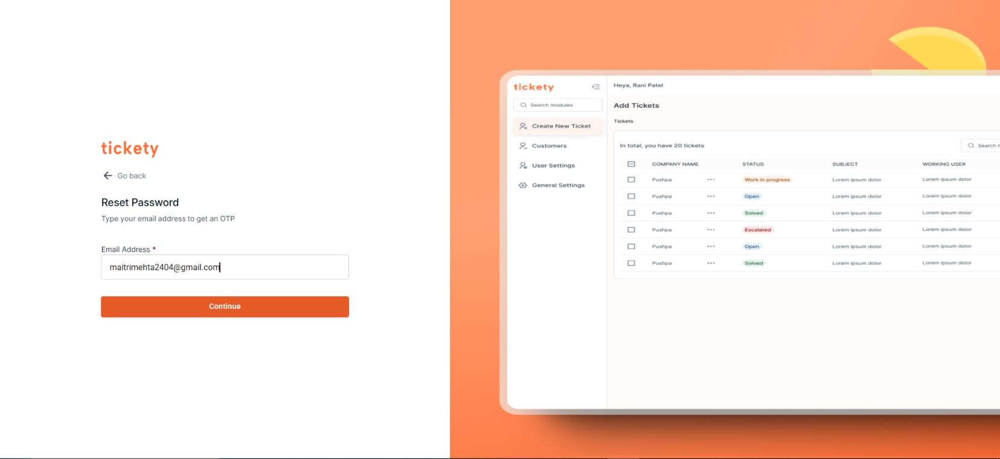 tickety
Go back
Reset Password
Type your email address to get an OTP
Email Address *
maitrimehta2404@gmail.com
Continue
tickety
Search modules
Create New Ticket
Customers
User Settings
General Settings
Heya, Rani Patel
Add Tickets
Tickets
In total, you have 20 tickets
Search t
COMPANY NAME STATUS SUBJECT WORKING USER
Pushpa ••• Work in progress Lorem ipsum dolor Lorem ipsum dolor
Pushpa ••• Open Lorem ipsum dolor Lorem ipsum dolor
Pushpa ••• Solved Lorem ipsum dolor Lorem ipsum dolor
Pushpa ••• Escalated Lorem ipsum dolor Lorem ipsum dolor
Pushpa ••• Open Lorem ipsum dolor Lorem ipsum dolor
Pushpa ••• Solved Lorem ipsum dolor Lorem ipsum dolor